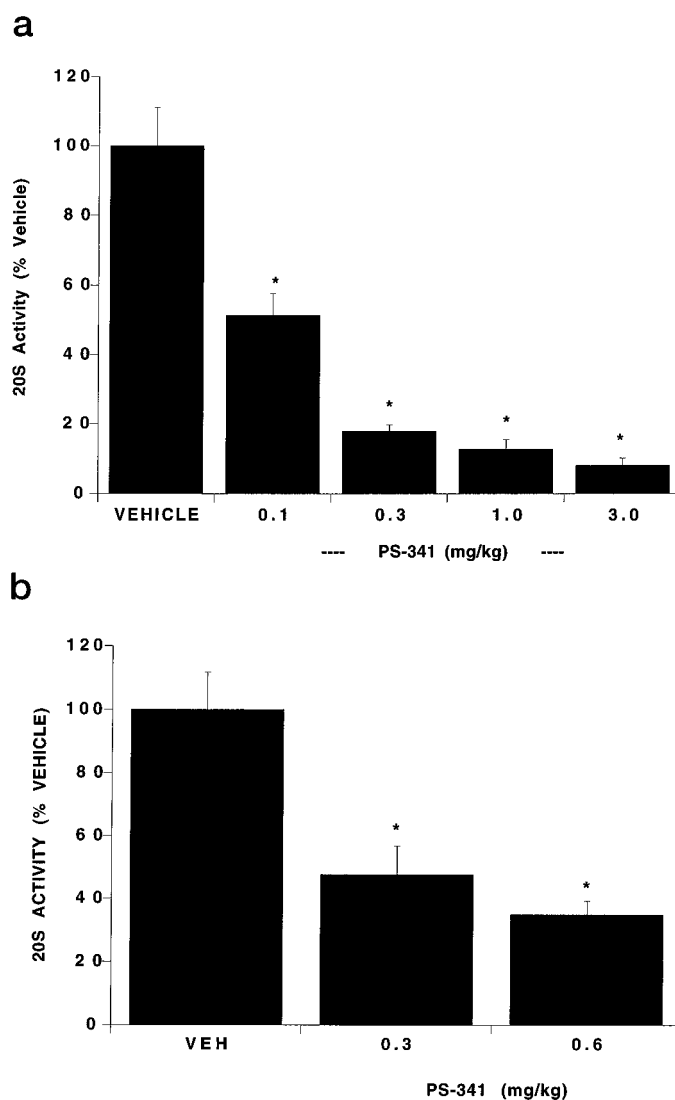 a
20S Activity (% Vehicle)
120
100
80
60
40
20
0
*
*
*
*
VEHICLE 0.1 0.3 1.0 3.0
---- PS-341 (mg/kg) ----
b
20S ACTIVITY (% VEHICLE)
120
100
80
60
40
20
0
*
*
VEH 0.3 0.6
PS-341 (mg/kg)